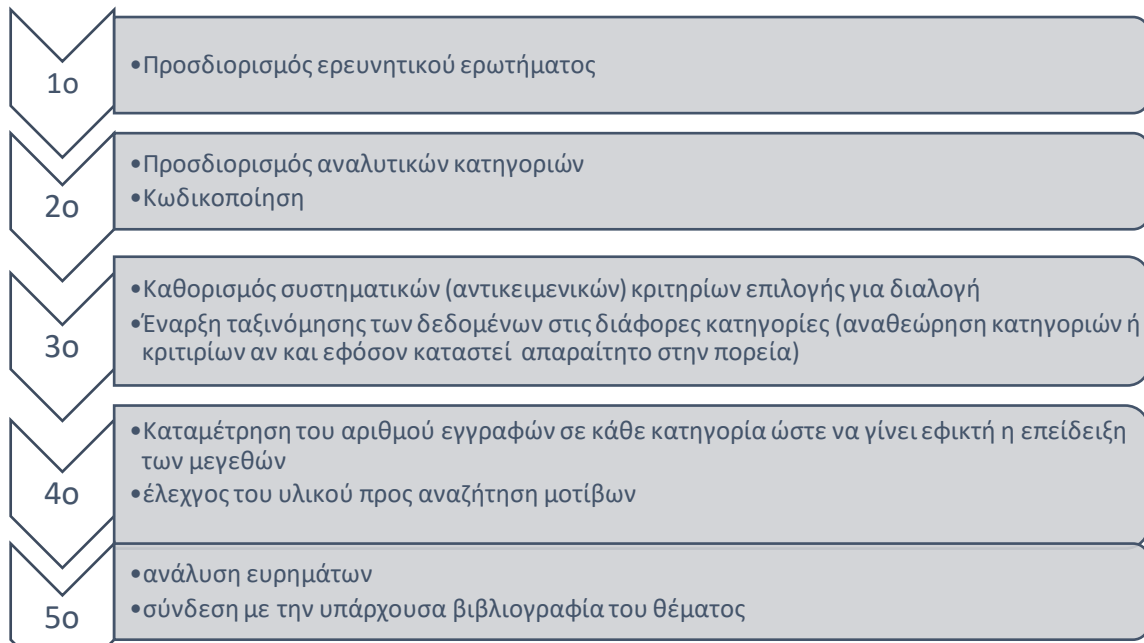 1ο
•Προσδιορισμός ερευνητικού ερωτήματος
2ο
•Προσδιορισμός αναλυτικών κατηγοριών
•Κωδικοποίηση
3ο
•Καθορισμός συστηματικών (αντικειμενικών) κριτηρίων επιλογής για διαλογή
•Έναρξη ταξινόμησης των δεδομένων στις διάφορες κατηγορίες (αναθεώρηση κατηγοριών ή
κριτιρίων αν και εφόσον καταστεί απαραίτητο στην πορεία)
4ο
•Καταμέτρηση του αριθμού εγγραφών σε κάθε κατηγορία ώστε να γίνει εφικτή η επείδειξη
των μεγεθών
•έλεγχος του υλικού προς αναζήτηση μοτίβων
5ο
•ανάλυση ευρημάτων
•σύνδεση με την υπάρχουσα βιβλιογραφία του θέματος